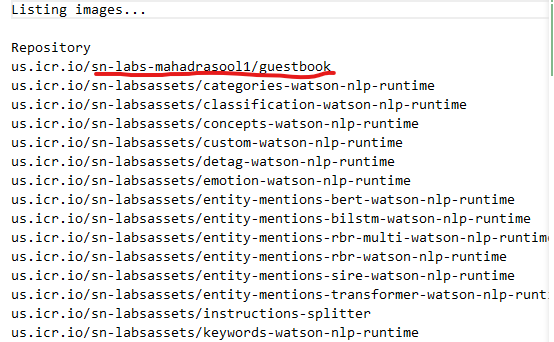 Listing images...
Repository
us.icr.io/sn-labs-mahadrasool1/guestbook
us.icr.io/sn-labsassets/categories-watson-nlp-runtime
us.icr.io/sn-labsassets/classification-watson-nlp-runtime
us.icr.io/sn-labsassets/concepts-watson-nlp-runtime
us.icr.io/sn-labsassets/custom-watson-nlp-runtime
us.icr.io/sn-labsassets/detag-watson-nlp-runtime
us.icr.io/sn-labsassets/emotion-watson-nlp-runtime
us.icr.io/sn-labsassets/entity-mentions-bert-watson-nlp-runtime
us.icr.io/sn-labsassets/entity-mentions-bilstm-watson-nlp-runtime
us.icr.io/sn-labsassets/entity-mentions-rbr-multi-watson-nlp-runtime
us.icr.io/sn-labsassets/entity-mentions-rbr-watson-nlp-runtime
us.icr.io/sn-labsassets/entity-mentions-sire-watson-nlp-runtime
us.icr.io/sn-labsassets/entity-mentions-transformer-watson-nlp-runt
us.icr.io/sn-labsassets/instructions-splitter
us.icr.io/sn-labsassets/keywords-watson-nlp-runtime